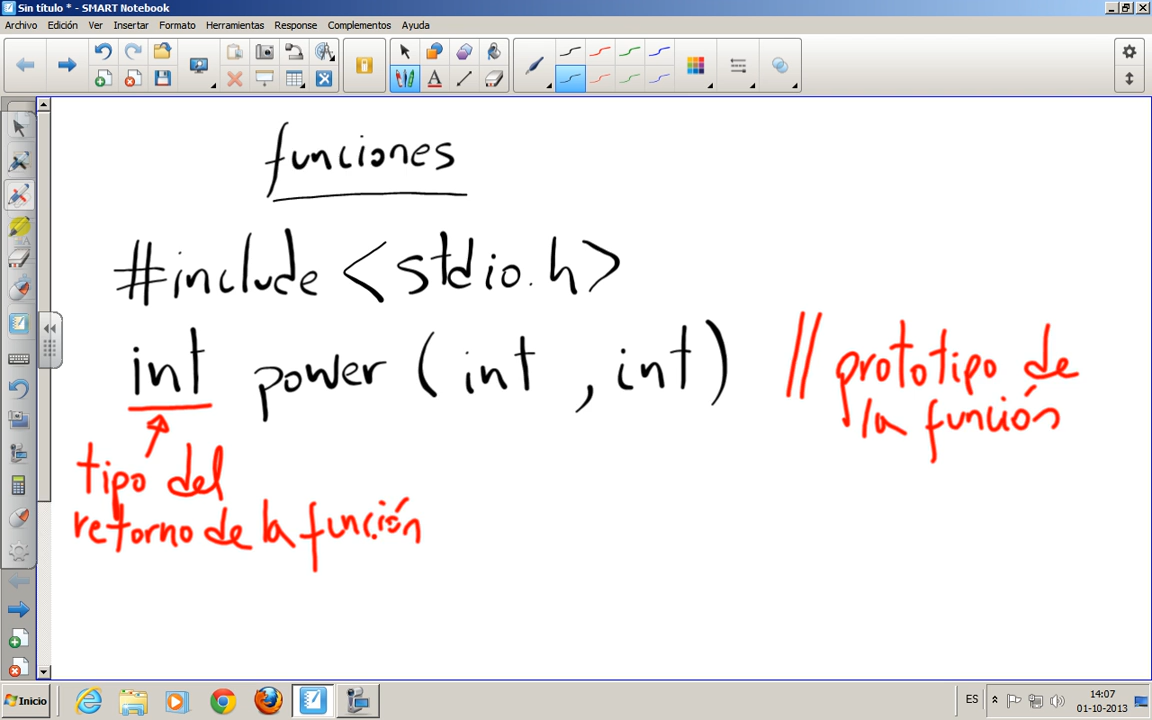 Sin título * - SMART Notebook
Archivo Edición Ver Insertar Formato Herramientas Response Complementos Ayuda
funciones
#include <stdio.h>
int power (int , int) // prototipo de
la función
tipo del
retorno de la función
Inicio
ES
14:07
01-10-2013